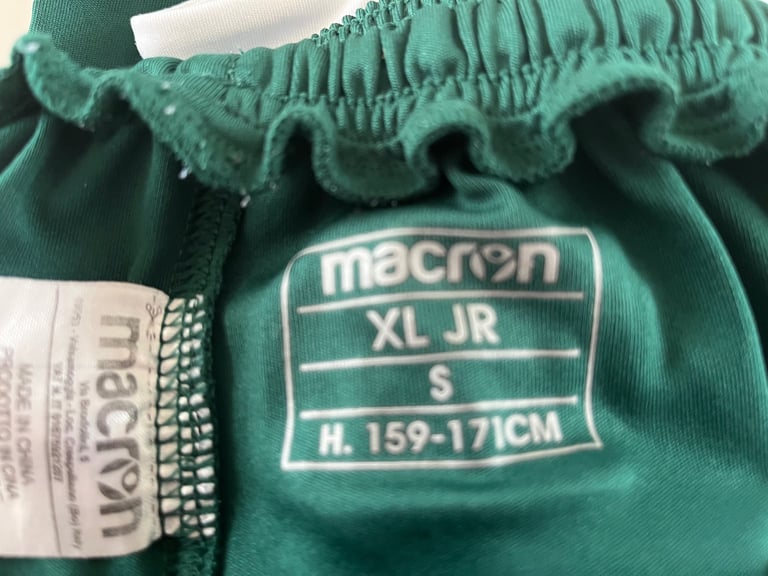 macron
XL JR
S
H. 159-171CM
macron
MADE IN CHINA
PRODOTTO IN CINA